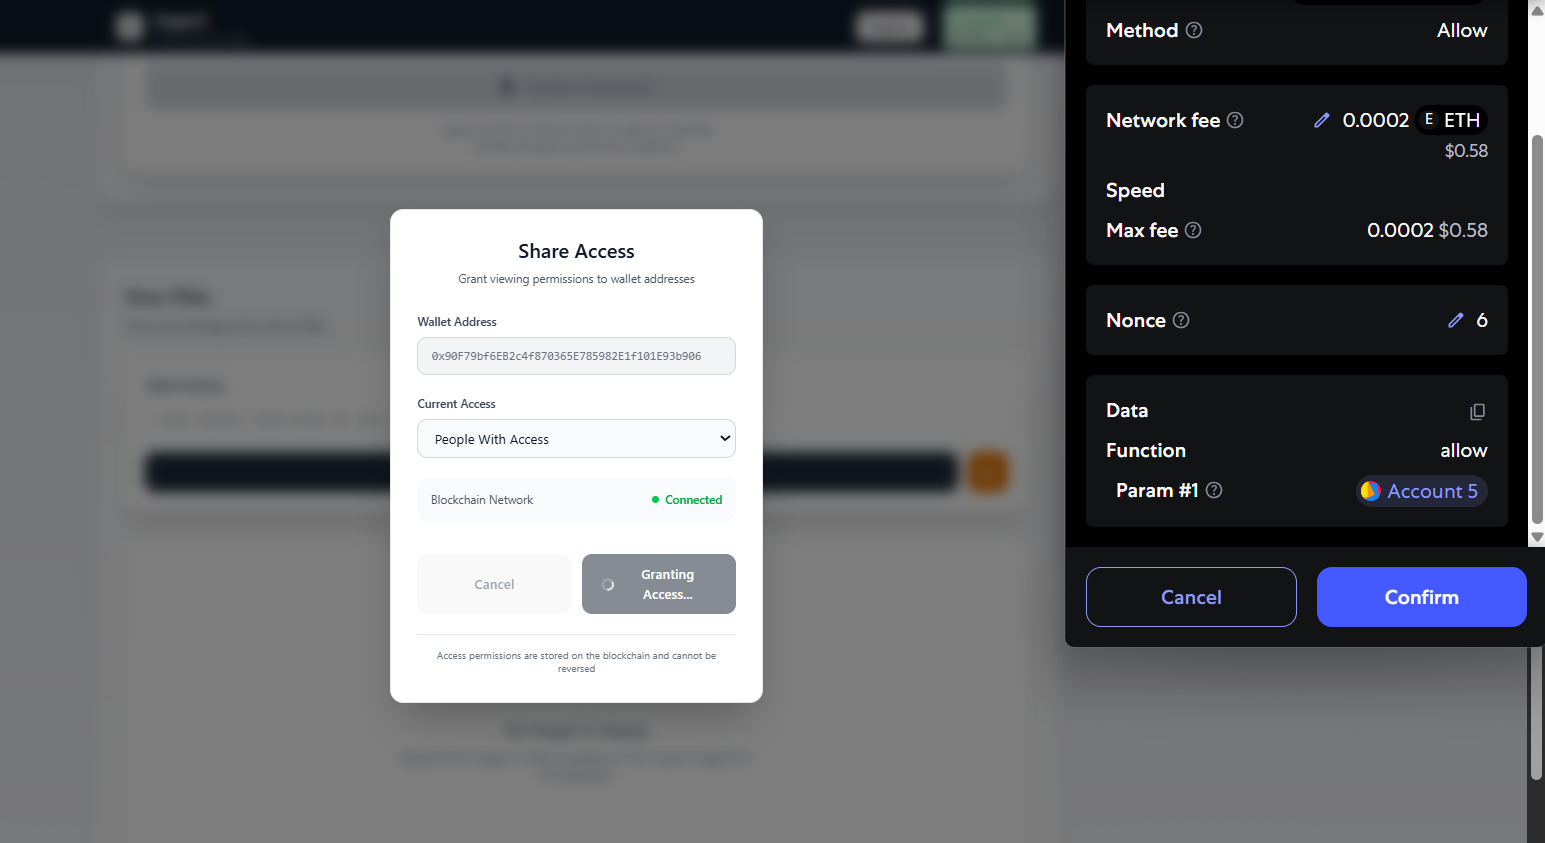 Share Access
Grant viewing permissions to wallet addresses
Wallet Address
0x90F79bf6EB2c4f870365E785982E1f101E93b906
Current Access
People With Access
Blockchain Network
Connected
Cancel
Granting
Access...
Access permissions are stored on the blockchain and cannot be
reversed
Method
Allow
Network fee
0.0002 E ETH
$0.58
Speed
Max fee
0.0002 $0.58
Nonce
6
Data
Function
allow
Param #1
Account 5
Cancel
Confirm